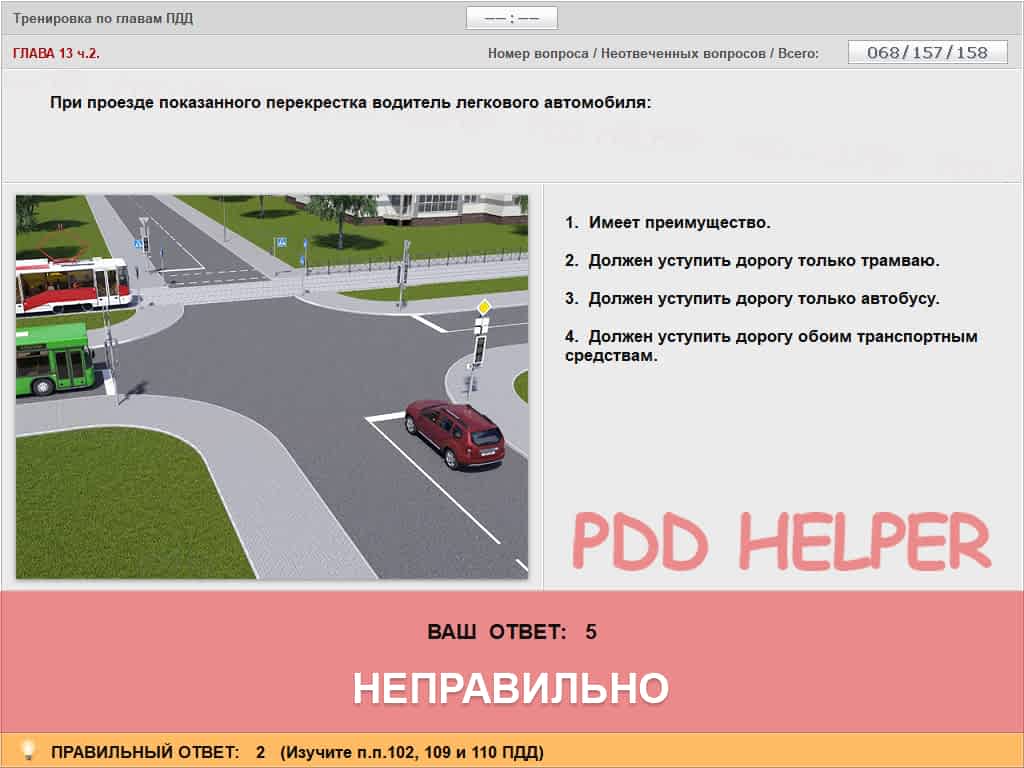 Тренировка по главам ПДД
––:––
ГЛАВА 13 ч.2.
Номер вопроса / Неотвеченных вопросов / Всего:
068/157/158
При проезде показанного перекрестка водитель легкового автомобиля:
1. Имеет преимущество.
2. Должен уступить дорогу только трамваю.
3. Должен уступить дорогу только автобусу.
4. Должен уступить дорогу обоим транспортным
средствам.
PDD HELPER
ВАШ ОТВЕТ: 5
НЕПРАВИЛЬНО
ПРАВИЛЬНЫЙ ОТВЕТ: 2 (Изучите п.п.102, 109 и 110 ПДД)